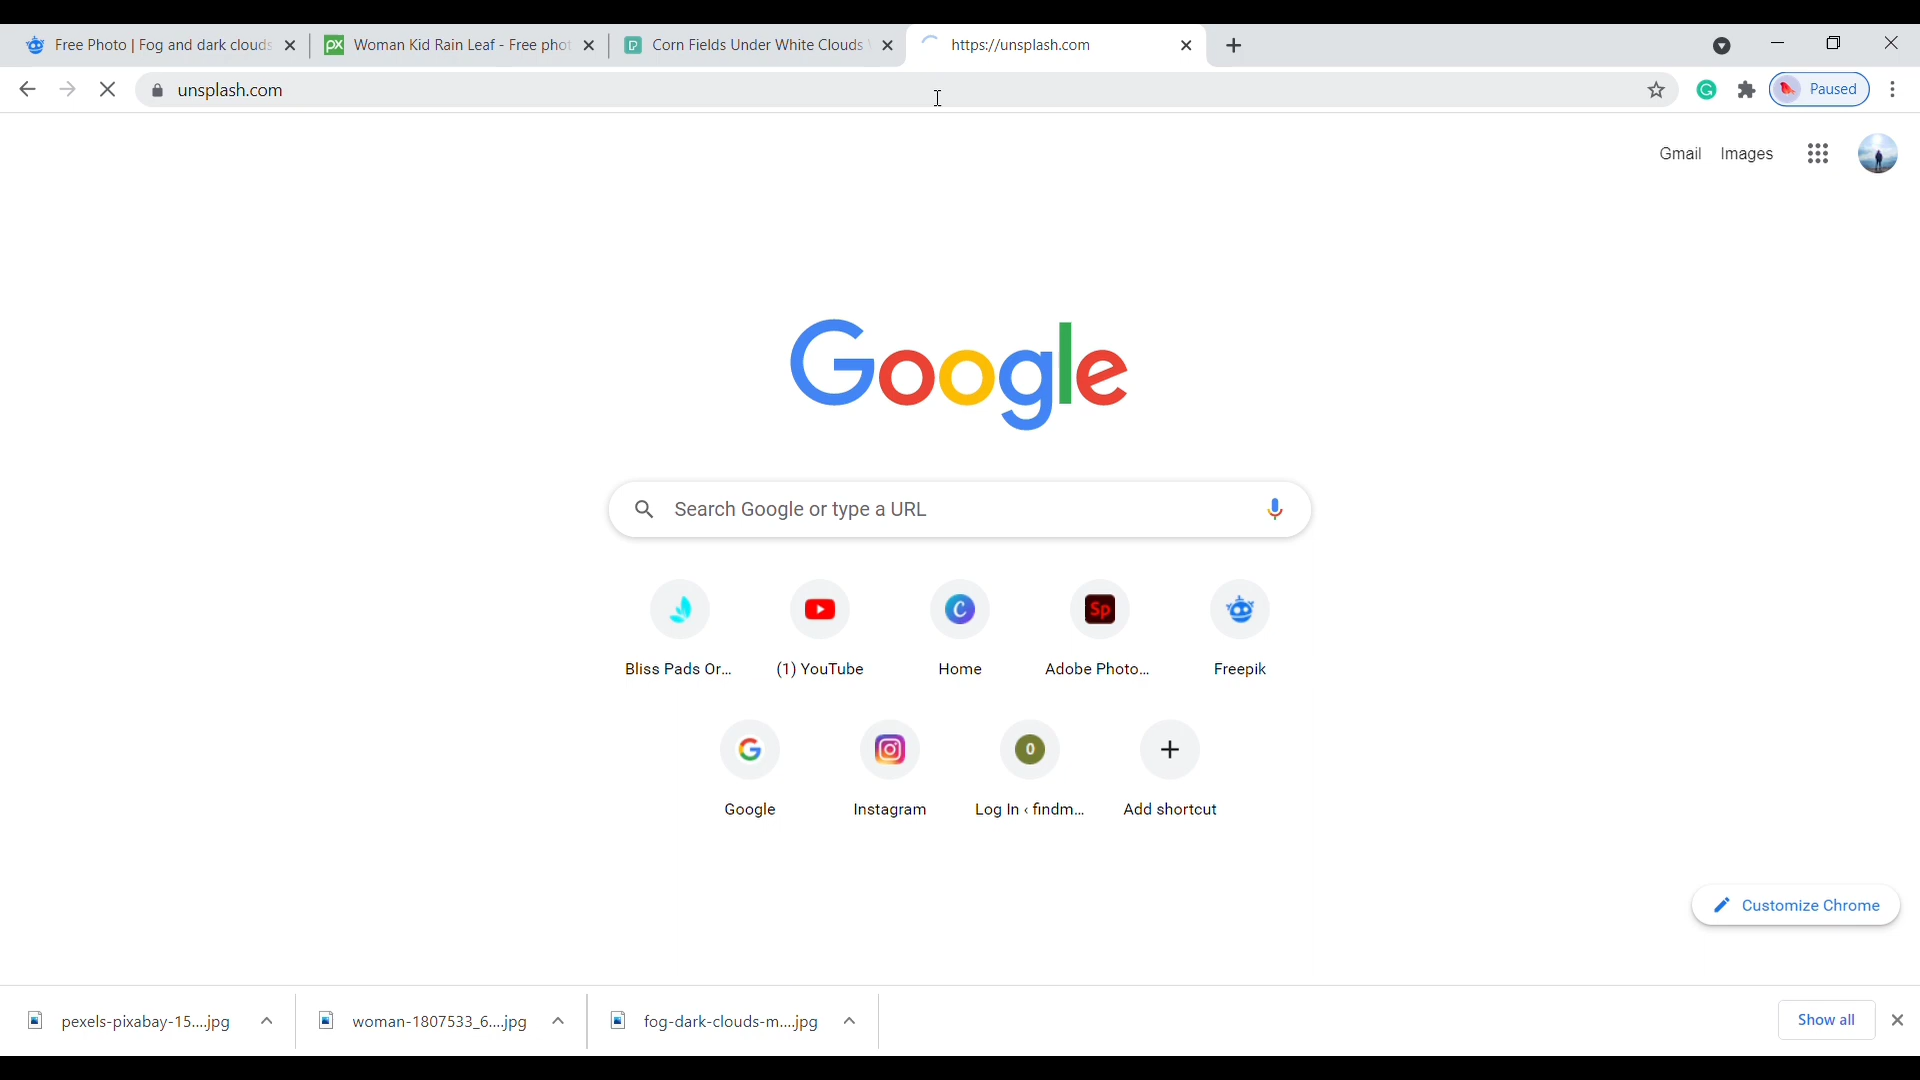 Free Photo | Fog and dark clouds
Woman Kid Rain Leaf - Free phot
Corn Fields Under White Clouds
https://unsplash.com
unsplash.com
Paused
Gmail Images
Google
Search Google or type a URL
Sp
Bliss Pads Or... (1) YouTube Home Adobe Photo... Freepik
0
Google Instagram Log In ‹ findm... Add shortcut
Customize Chrome
pexels-pixabay-15....jpg woman-1807533_6....jpg fog-dark-clouds-m....jpg Show all